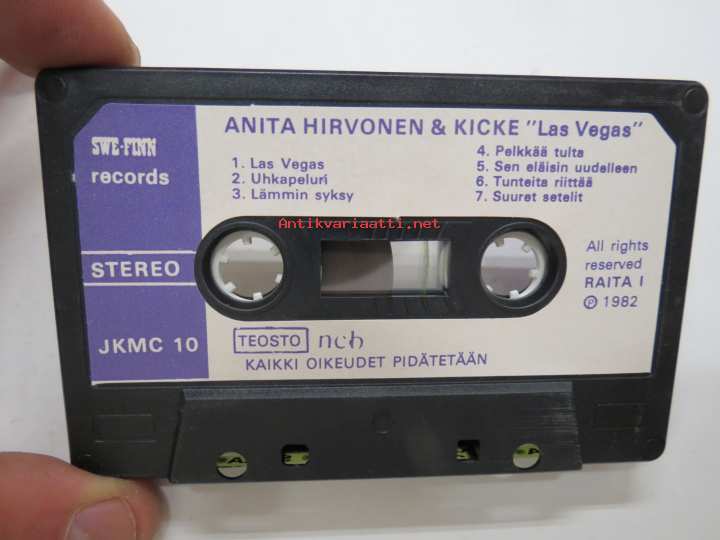 ANITA HIRVONEN & KICKE "Las Vegas"
SWE-FINN
records
1. Las Vegas
2. Uhkapeluri
3. Lämmin syksy
4. Pelkkää tulta
5. Sen eläisin uudelleen
6. Tunteita riittää
7. Suuret setelit
Antikvariaatti.net
STEREO
All rights
reserved
RAITA I
℗ 1982
JKMC 10
TEOSTO ncb
KAIKKI OIKEUDET PIDÄTETÄÄN